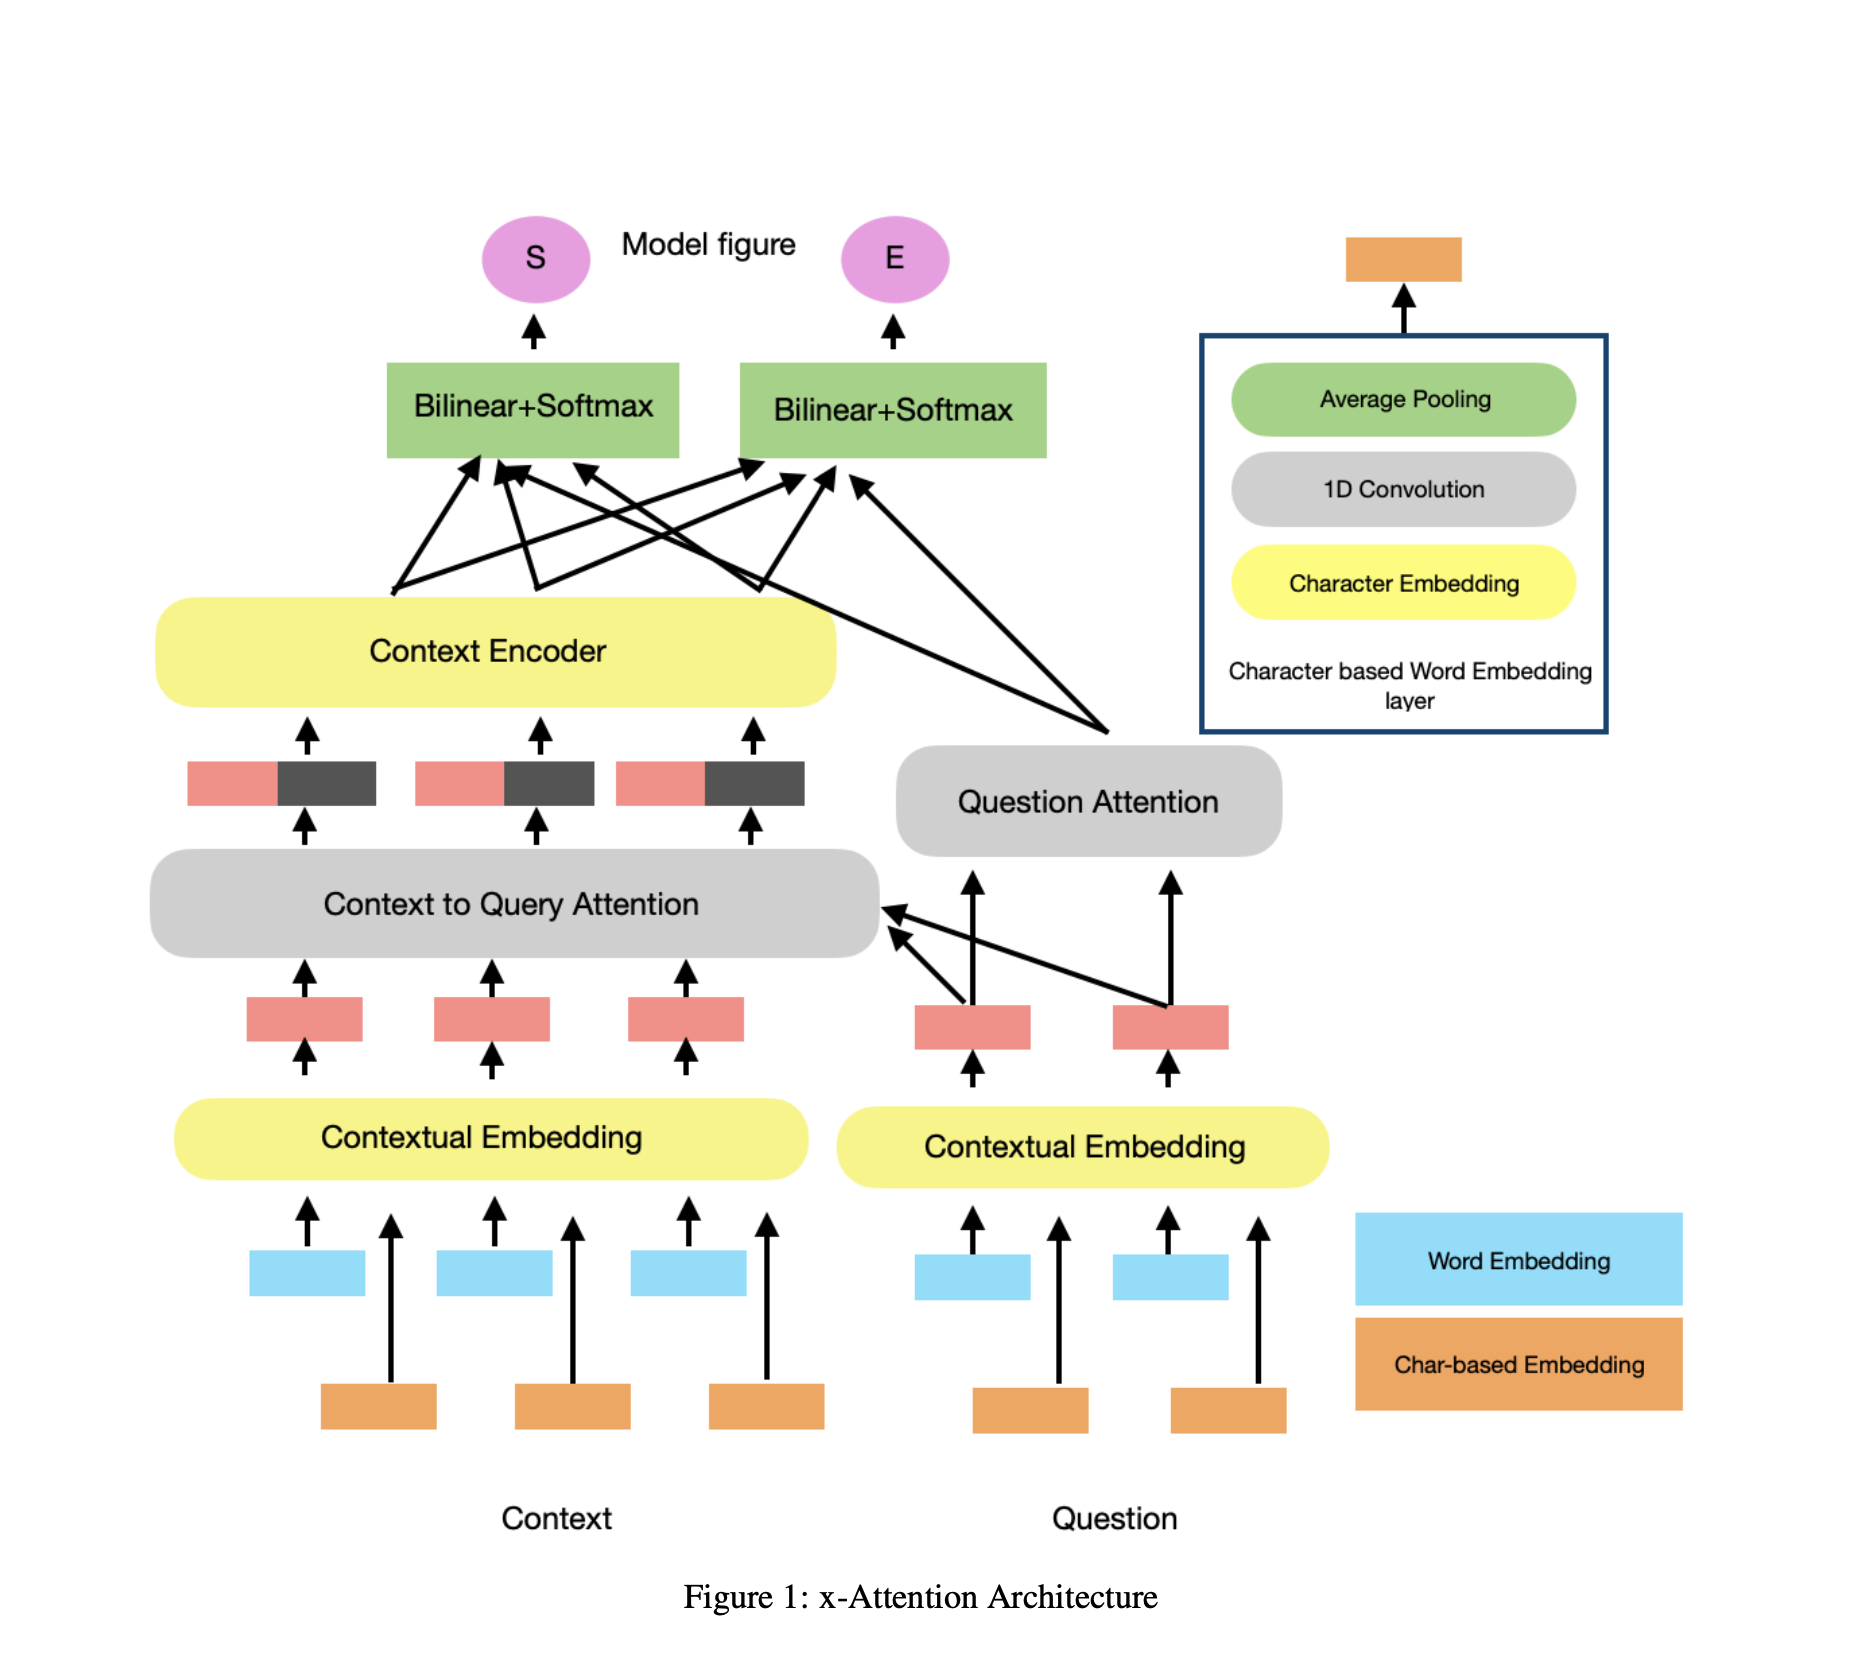 Model figure
S
E
Bilinear+Softmax
Bilinear+Softmax
Average Pooling
1D Convolution
Character Embedding
Character based Word Embedding
layer
Context Encoder
Question Attention
Context to Query Attention
Contextual Embedding
Contextual Embedding
Word Embedding
Char-based Embedding
Context
Question
Figure 1: x-Attention Architecture